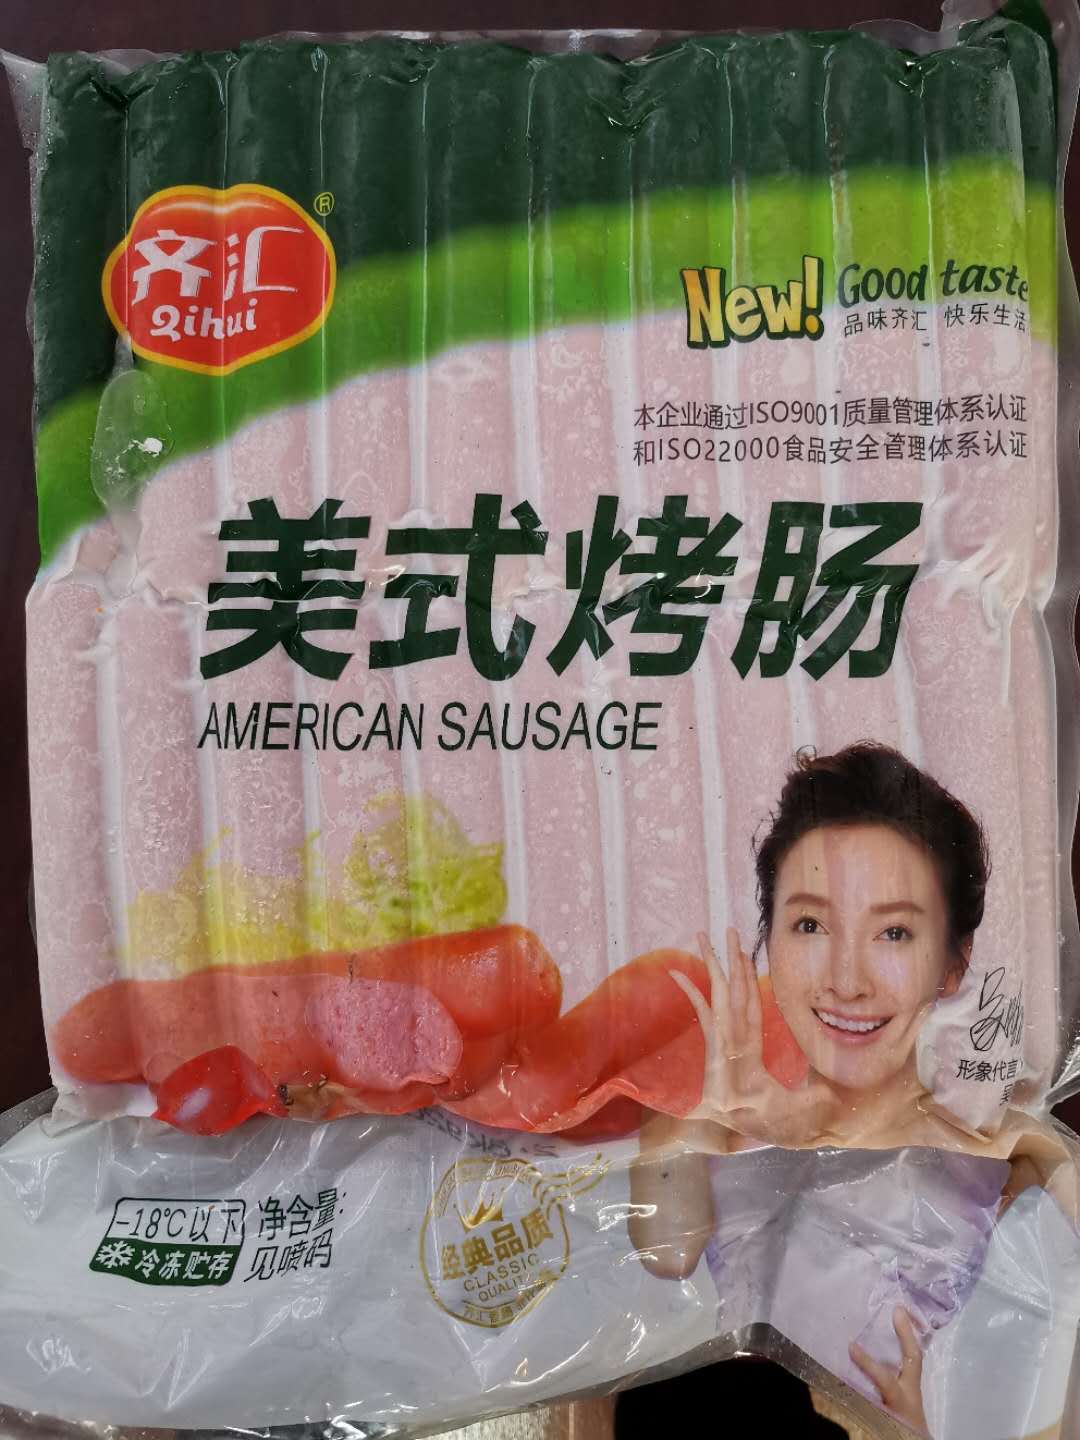 齐汇
Qihui
®
New!
Good taste
品味齐汇 快乐生活
本企业通过ISO9001质量管理体系认证
和ISO22000食品安全管理体系认证
美式烤肠
AMERICAN SAUSAGE
形象代言
吴
-18℃以下
冷冻贮存
净含量:
见喷码
经典品质
CLASSIC
QUALITY